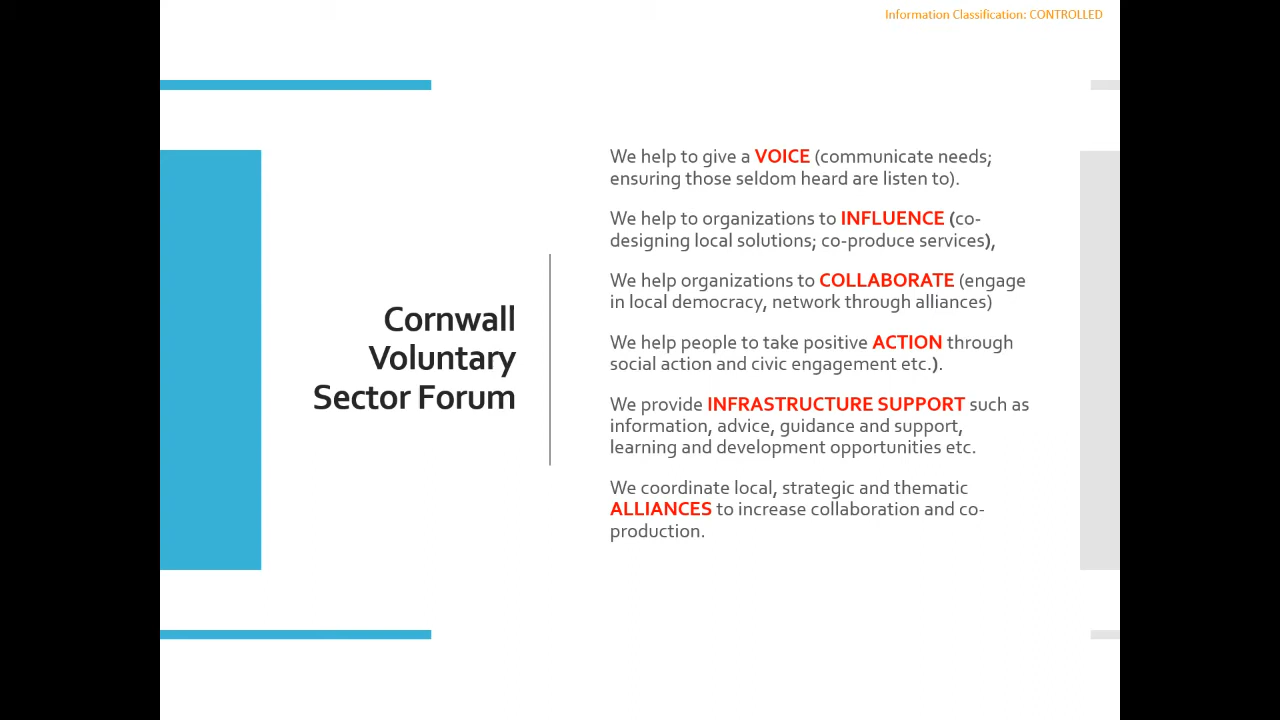 Information Classification: CONTROLLED
Cornwall
Voluntary
Sector Forum
We help to give a VOICE (communicate needs;
ensuring those seldom heard are listen to).
We help to organizations to INFLUENCE (co-
designing local solutions; co-produce services),
We help organizations to COLLABORATE (engage
in local democracy, network through alliances)
We help people to take positive ACTION through
social action and civic engagement etc.).
We provide INFRASTRUCTURE SUPPORT such as
information, advice, guidance and support,
learning and development opportunities etc.
We coordinate local, strategic and thematic
ALLIANCES to increase collaboration and co-
production.